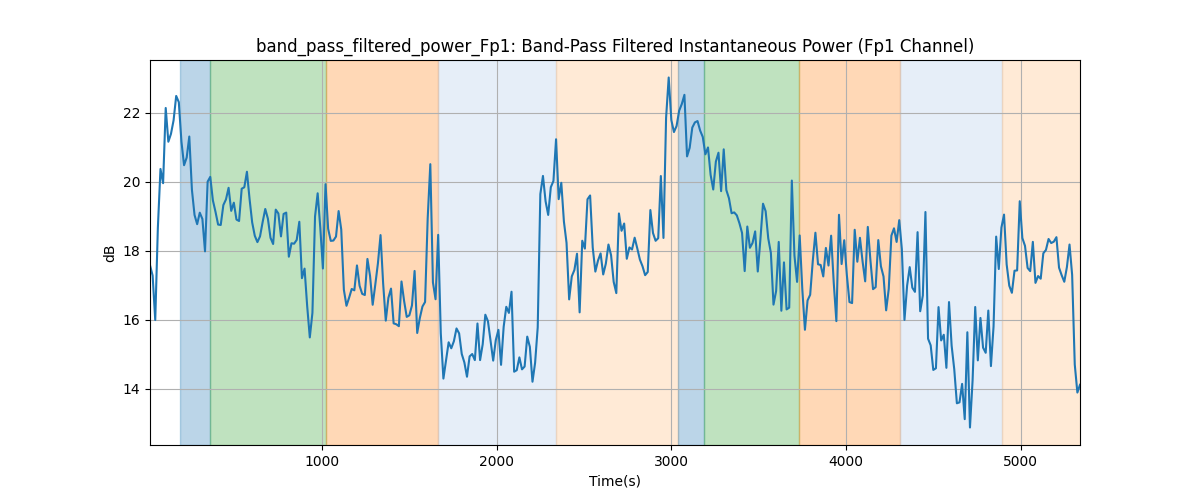 band_pass_filtered_power_Fp1: Band-Pass Filtered Instantaneous Power (Fp1 Channel)
22
20
18
16
14
dB
1000 2000 3000 4000 5000
Time(s)